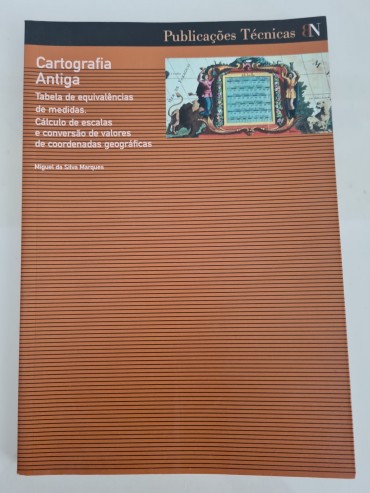 Publicações Técnicas BN
Cartografia
Antiga
Tabela de equivalências
de medidas.
Cálculo de escalas
e conversão de valores
de coordenadas geográficas
Miguel da Silva Marques